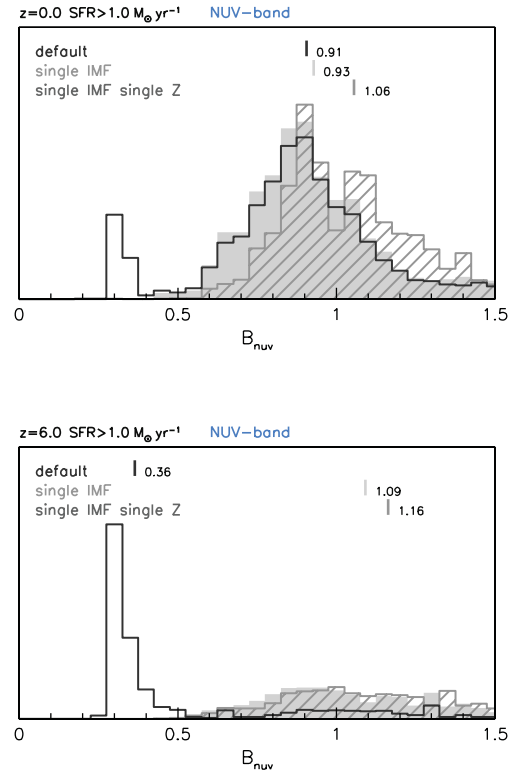 z=0.0 SFR>1.0 M⊙ yr⁻¹ NUV−band
default 0.91
single IMF 0.93
single IMF single Z 1.06
0 0.5 1 1.5
Bnuv
z=6.0 SFR>1.0 M⊙ yr⁻¹ NUV−band
default 0.36
single IMF 1.09
single IMF single Z 1.16
0 0.5 1 1.5
Bnuv